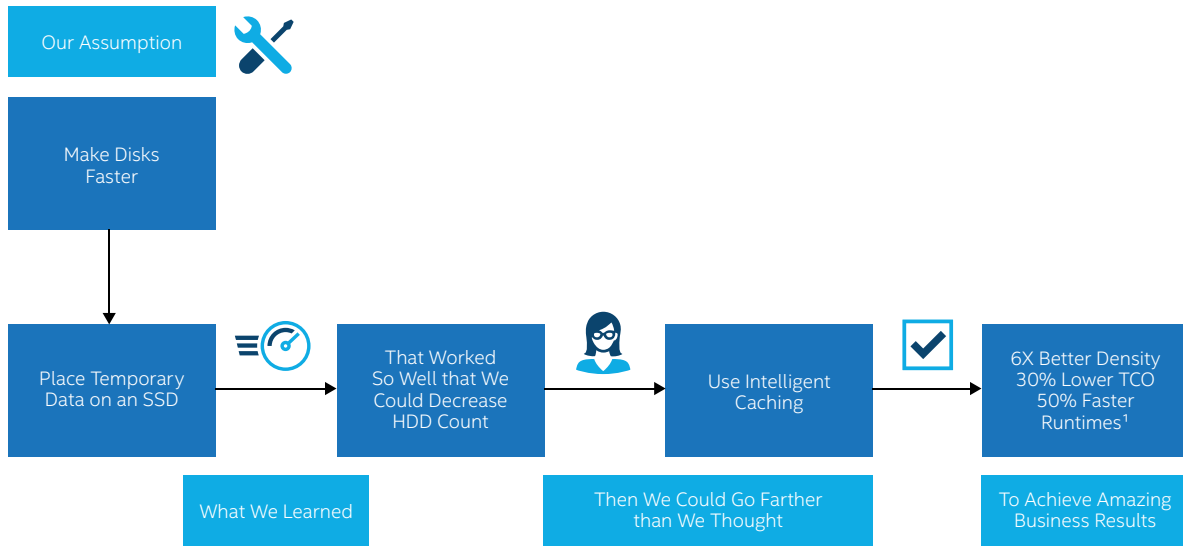 Our Assumption
Make Disks
Faster
Place Temporary
Data on an SSD
That Worked
So Well that We
Could Decrease
HDD Count
Use Intelligent
Caching
6X Better Density
30% Lower TCO
50% Faster
Runtimes¹
What We Learned
Then We Could Go Farther
than We Thought
To Achieve Amazing
Business Results